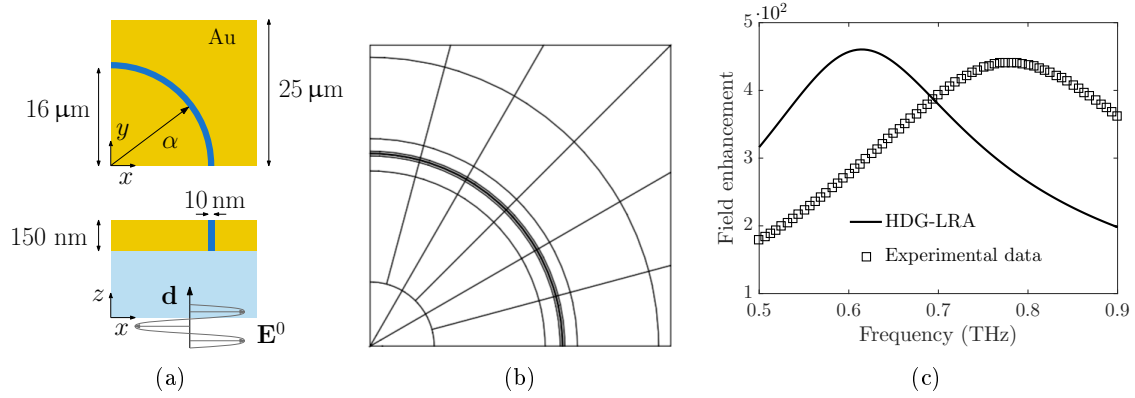 Au
16 μm
25 μm
α
y
x
10 nm
150 nm
z
d
x
E⁰
(a)
(b)
5 ·10²
4
3
2
1
0.5 0.6 0.7 0.8 0.9
Field enhancement
Frequency (THz)
HDG-LRA
Experimental data
(c)